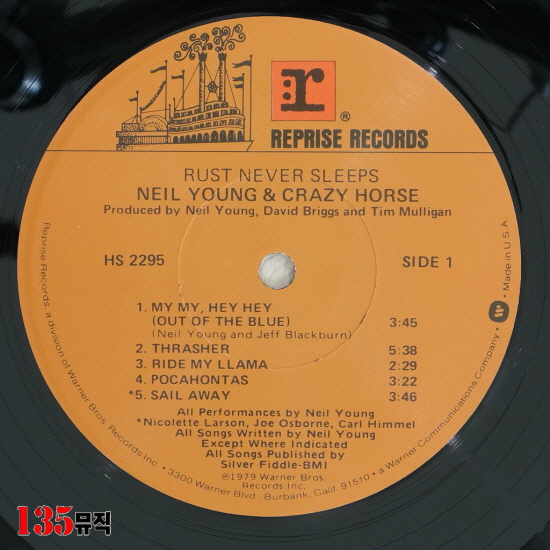 r
®
REPRISE RECORDS
RUST NEVER SLEEPS
NEIL YOUNG & CRAZY HORSE
Produced by Neil Young, David Briggs and Tim Mulligan
HS 2295
SIDE 1
1. MY MY, HEY HEY
(OUT OF THE BLUE) 3:45
(Neil Young and Jeff Blackburn)
2. THRASHER 5:38
3. RIDE MY LLAMA 2:29
4. POCAHONTAS 3:22
*5. SAIL AWAY 3:46
All Performances by Neil Young
*Nicolette Larson, Joe Osborne, Carl Himmel
All Songs Written by Neil Young
Except Where Indicated
All Songs Published by
Silver Fiddle-BMI
©1979 Warner Bros.
Records Inc.
Reprise Records, a division of Warner Bros. Records Inc. • 3300 Warner Blvd., Burbank, Calif. 91510 • a Warner Communications Company • W • Made in U.S.A.
135뮤직